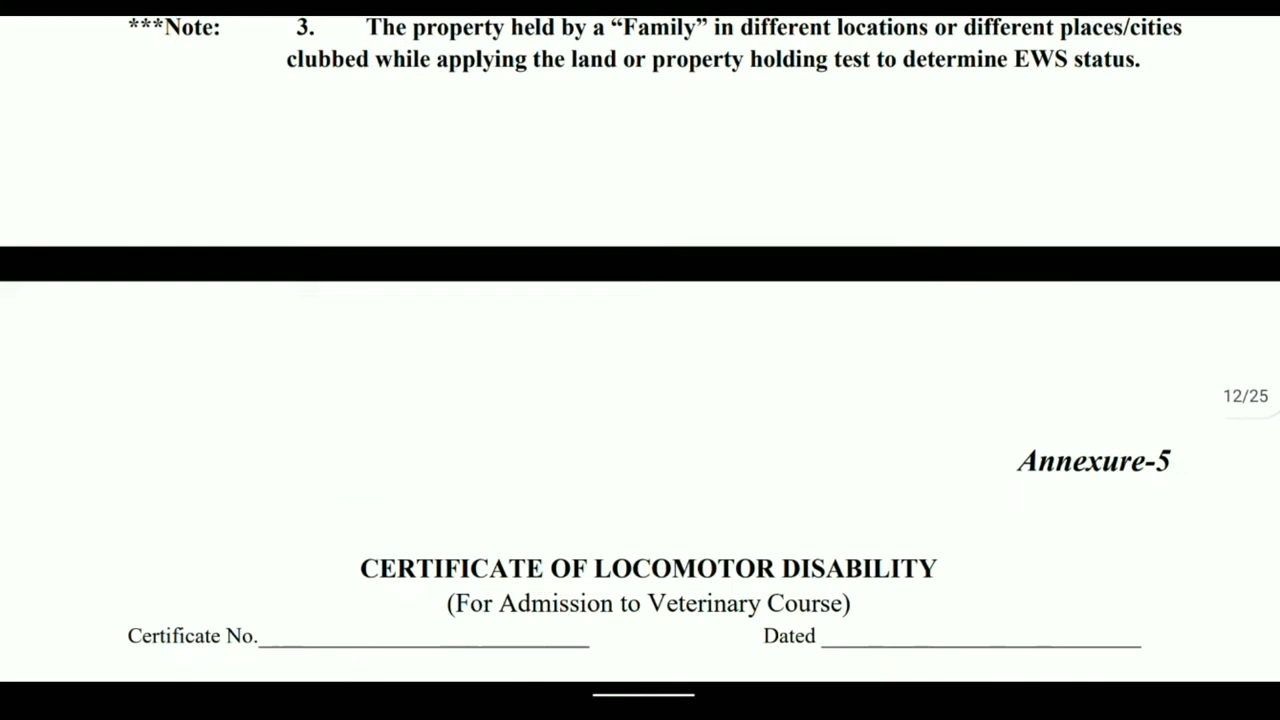 ***Note: 3. The property held by a “Family” in different locations or different places/cities
clubbed while applying the land or property holding test to determine EWS status.
12/25
Annexure-5
CERTIFICATE OF LOCOMOTOR DISABILITY
(For Admission to Veterinary Course)
Certificate No.______________________________ Dated _____________________________